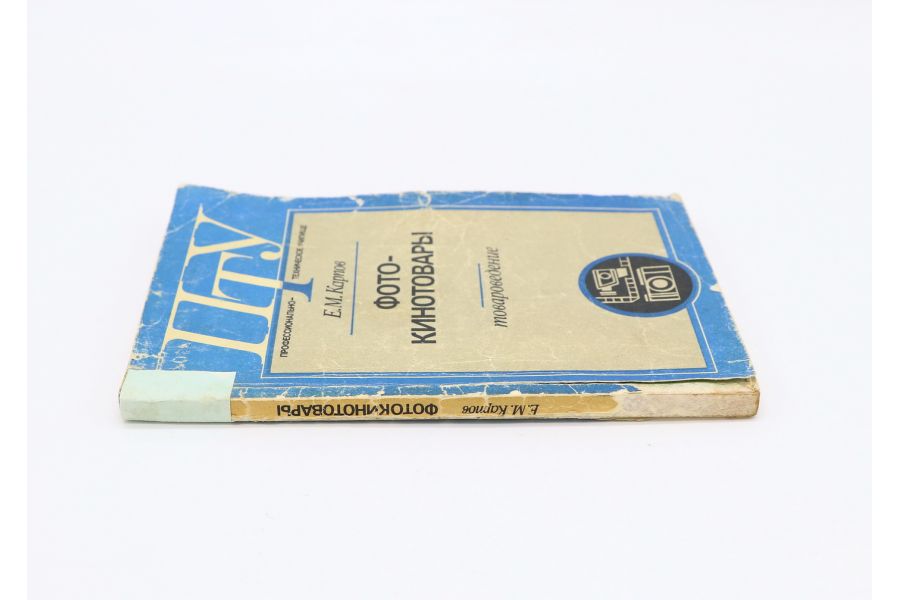 ПТУ
ПРОФЕССИОНАЛЬНО-
ТЕХНИЧЕСКОЕ УЧИЛИЩЕ
Е.М. Карпов
ФОТО-
КИНОТОВАРЫ
товароведение
Е. М. Карпов
ФОТОКИНОТОВАРЫ